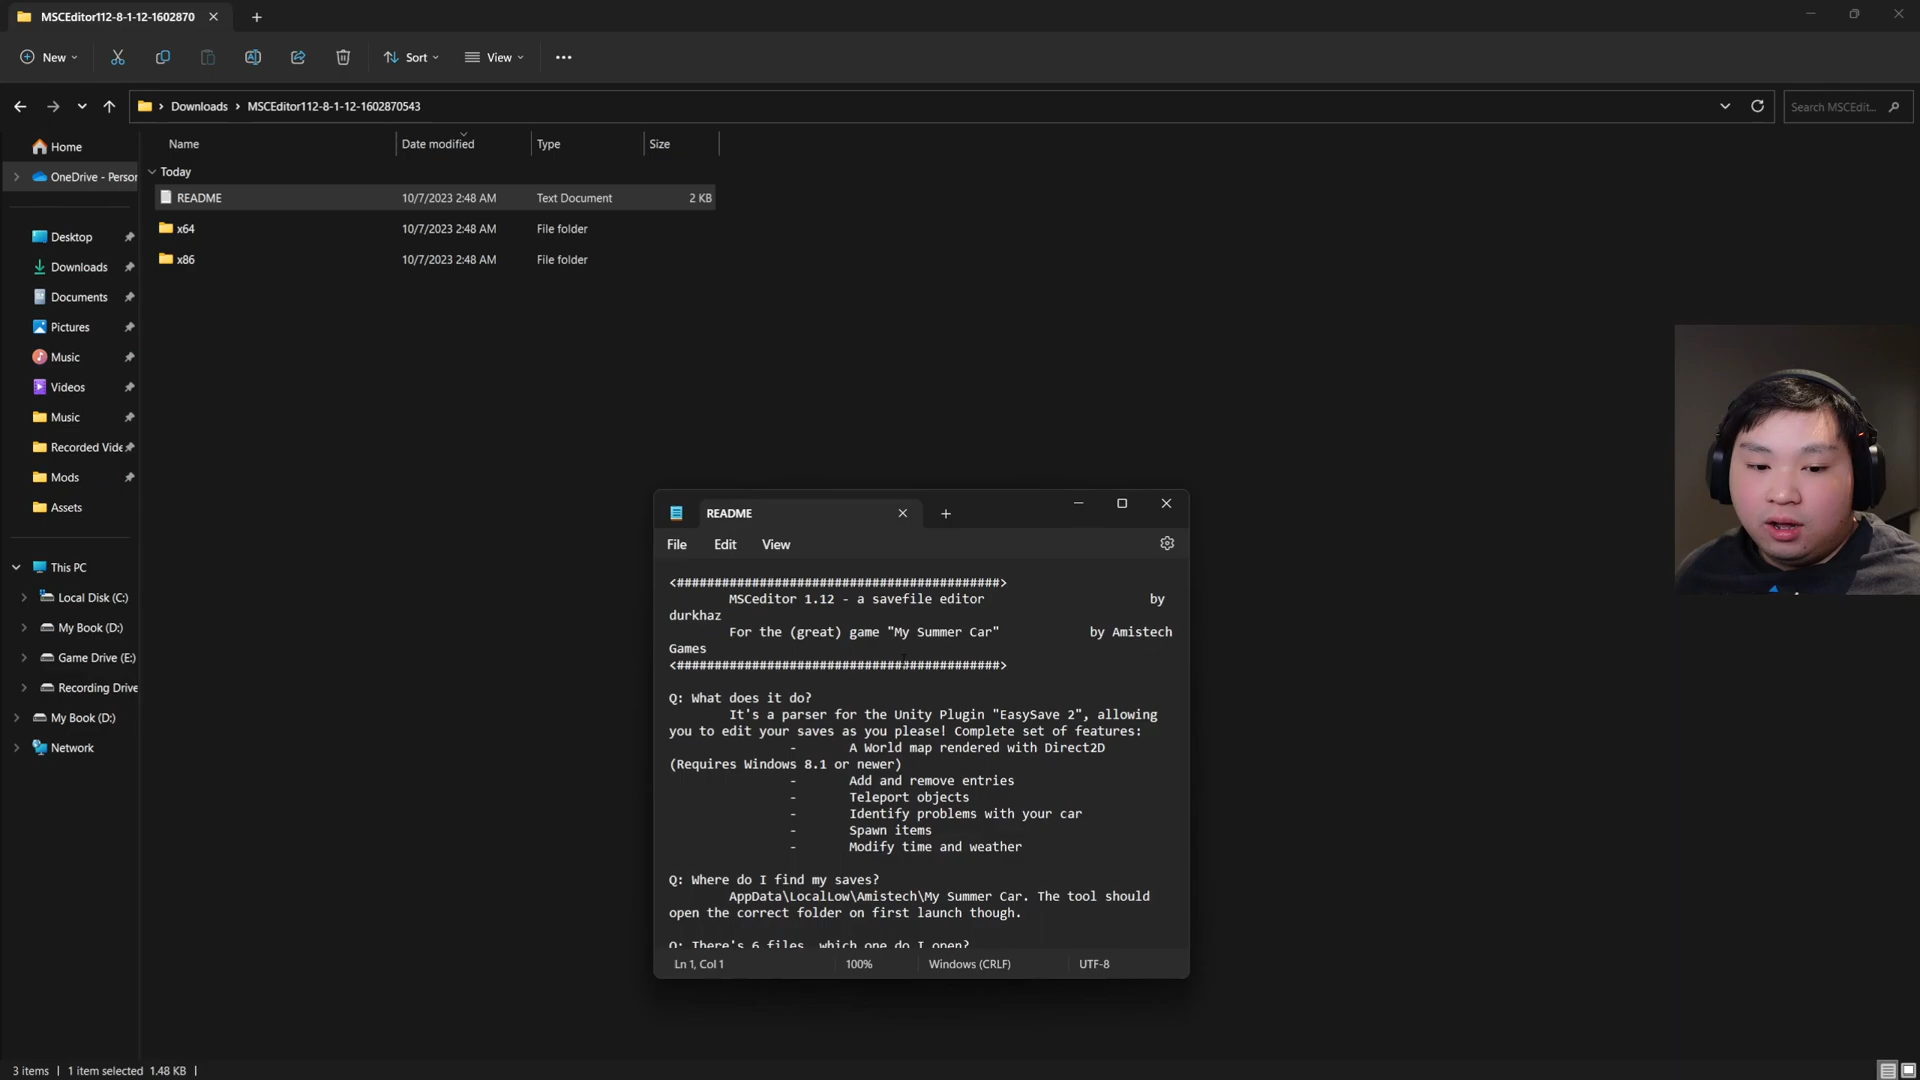 MSCEditor112-8-1-12-1602870
New
Sort
View
Downloads
MSCEditor112-8-1-12-1602870543
Search MSCEdit...
Name
Date modified
Type
Size
Home
OneDrive - Person
Desktop
Downloads
Documents
Pictures
Music
Videos
Music
Recorded Vide
Mods
Assets
This PC
Local Disk (C:)
My Book (D:)
Game Drive (E:)
Recording Drive
My Book (D:)
Network
Today
README 10/7/2023 2:48 AM Text Document 2 KB
x64 10/7/2023 2:48 AM File folder
x86 10/7/2023 2:48 AM File folder
README
File Edit View
<###########################################>
MSCeditor 1.12 - a savefile editor by
durkhaz
For the (great) game "My Summer Car" by Amistech
Games
<###########################################>
Q: What does it do?
It's a parser for the Unity Plugin "EasySave 2", allowing
you to edit your saves as you please! Complete set of features:
- A World map rendered with Direct2D
(Requires Windows 8.1 or newer)
- Add and remove entries
- Teleport objects
- Identify problems with your car
- Spawn items
- Modify time and weather
Q: Where do I find my saves?
AppData\LocalLow\Amistech\My Summer Car. The tool should
open the correct folder on first launch though.
Q: There's 6 files, which one do I open?
Ln 1, Col 1
100%
Windows (CRLF)
UTF-8
3 items
1 item selected 1.48 KB